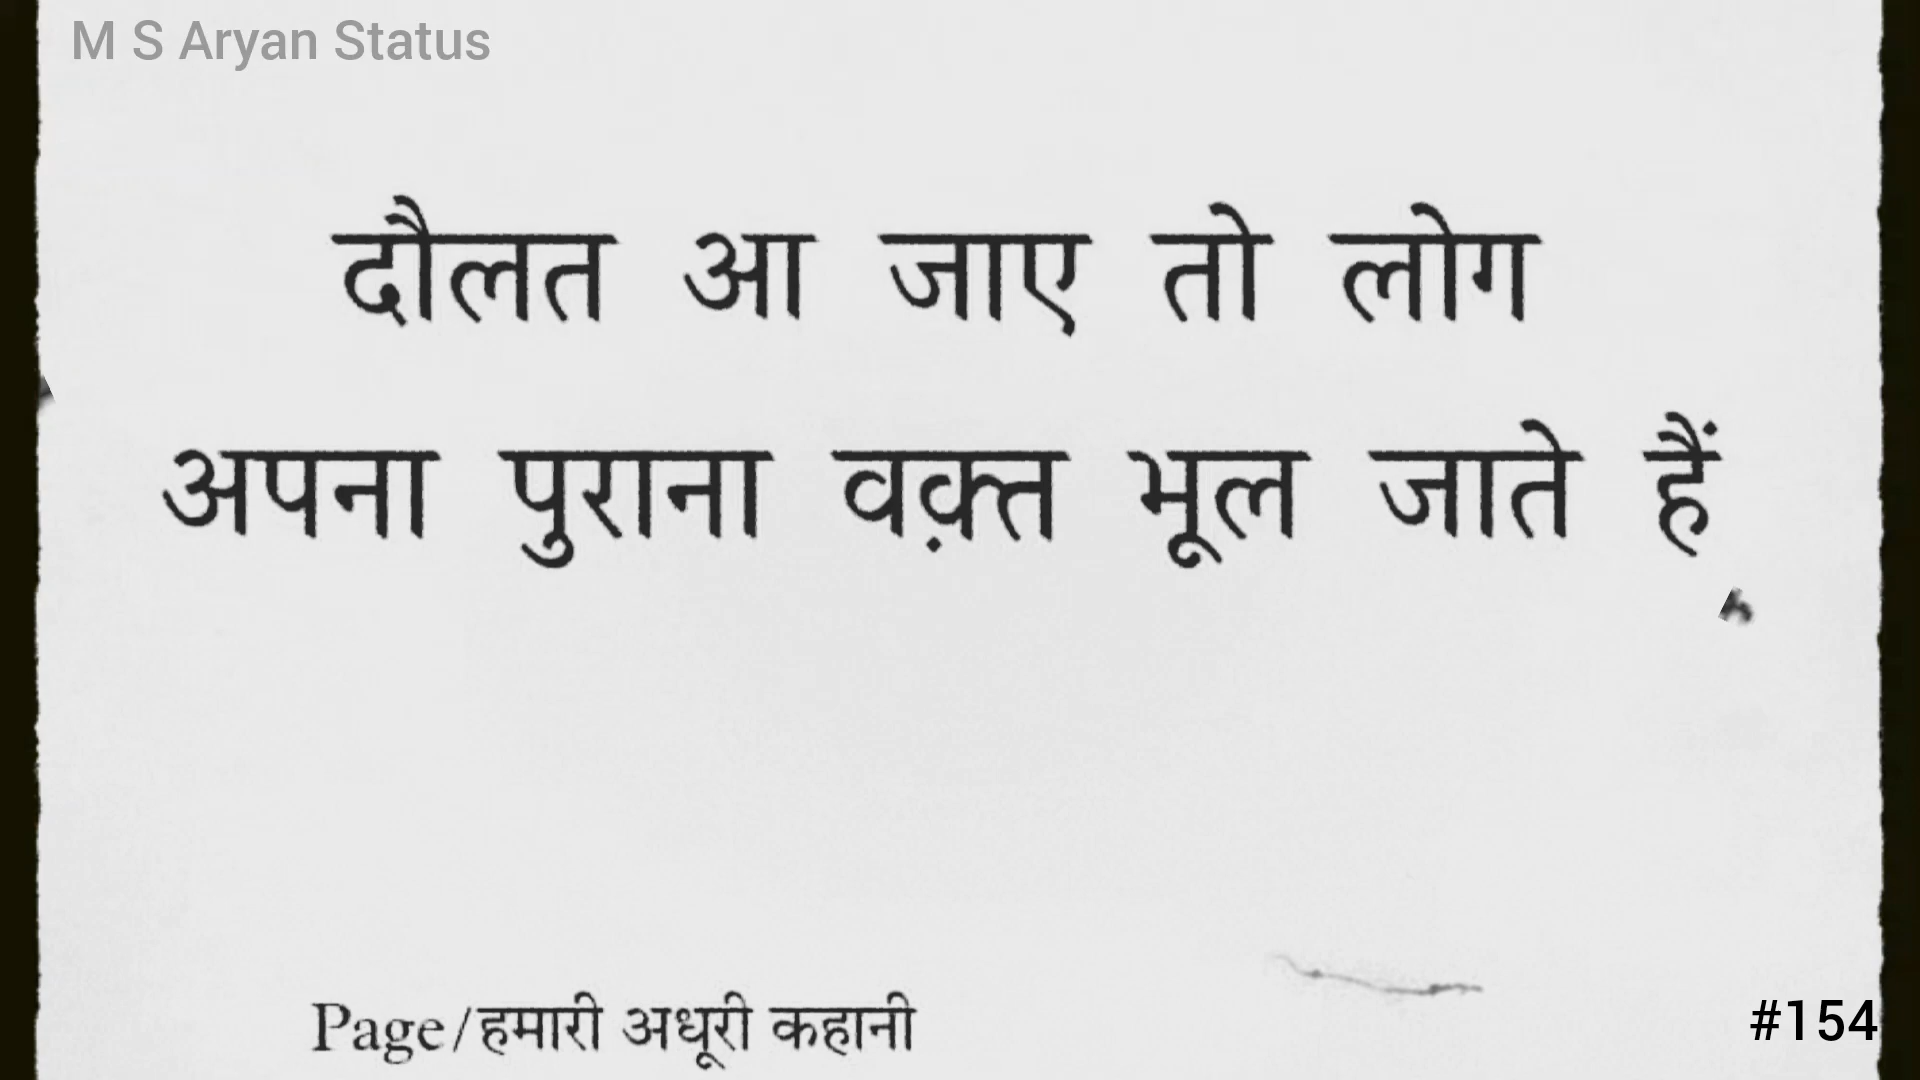 M S Aryan Status
दौलत आ जाए तो लोग
अपना पुराना वक़्त भूल जाते हैं
Page/हमारी अधूरी कहानी
#154